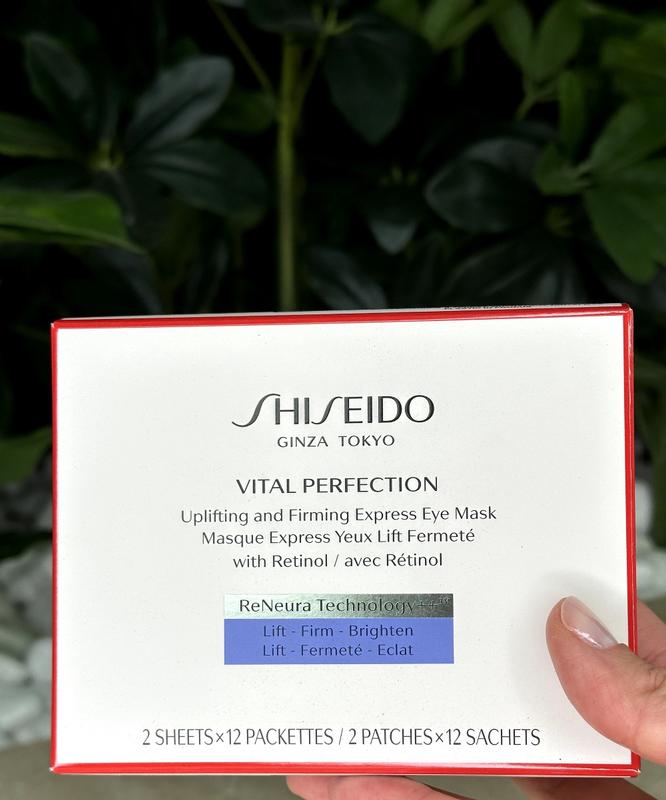 SHISEIDO
GINZA TOKYO
VITAL PERFECTION
Uplifting and Firming Express Eye Mask
Masque Express Yeux Lift Fermeté
with Retinol / avec Rétinol
ReNeura Technology++™
Lift - Firm - Brighten
Lift - Fermeté - Eclat
2 SHEETS×12 PACKETTES / 2 PATCHES×12 SACHETS